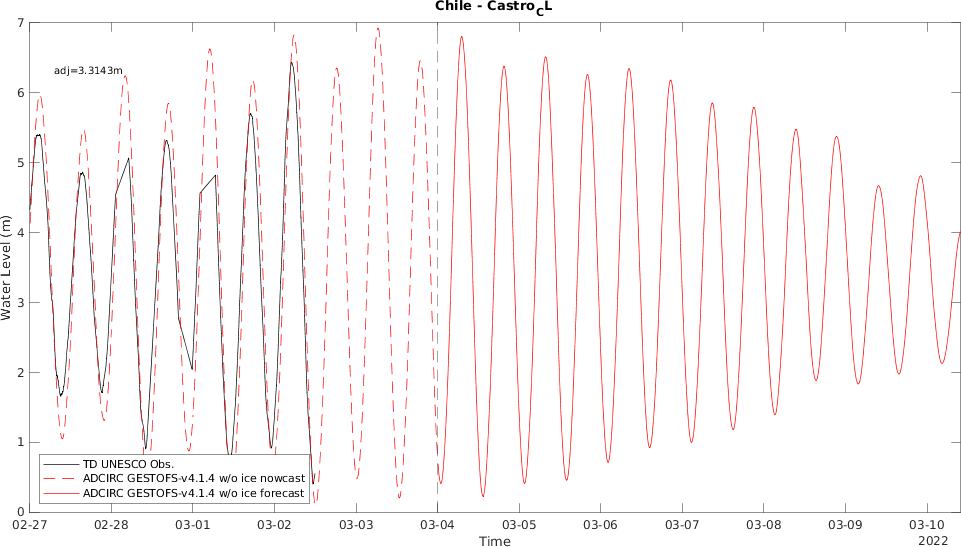 Chile - Castro_CL
adj=3.3143m
Water Level (m)
7
6
5
4
3
2
1
0
TD UNESCO Obs.
ADCIRC GESTOFS-v4.1.4 w/o ice nowcast
ADCIRC GESTOFS-v4.1.4 w/o ice forecast
02-27 02-28 03-01 03-02 03-03 03-04 03-05 03-06 03-07 03-08 03-09 03-10
Time
2022